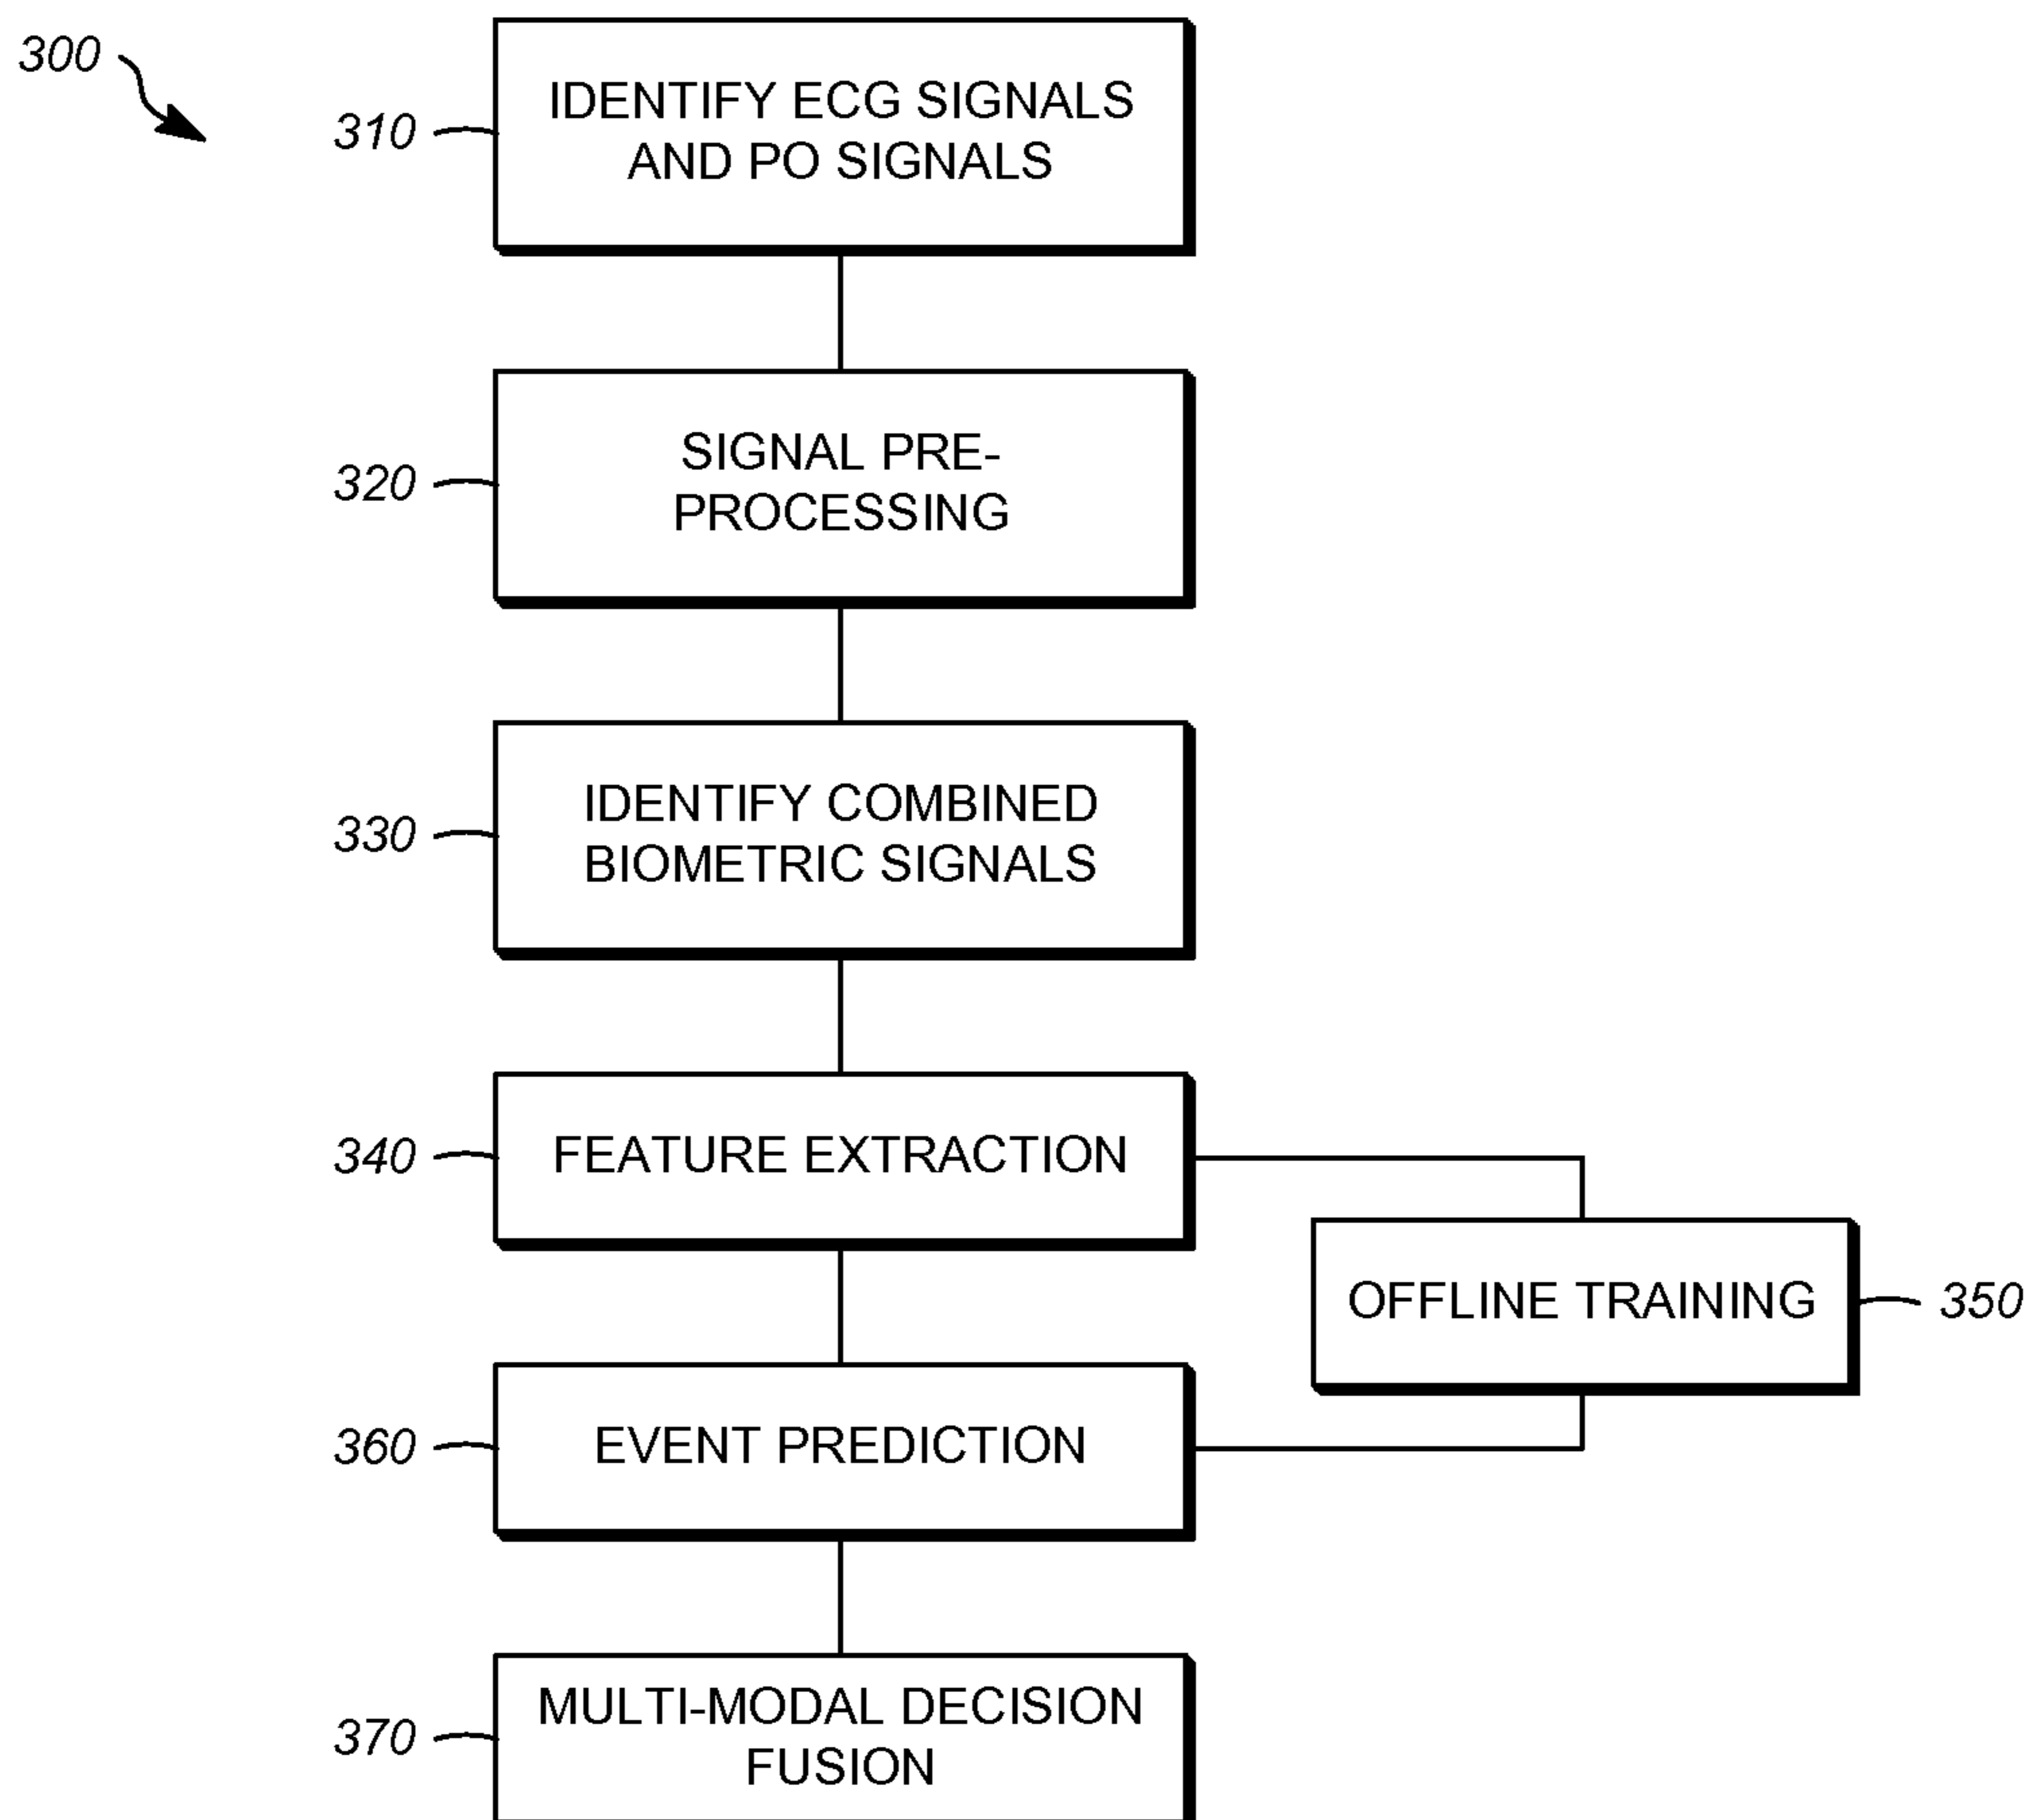 300
310
IDENTIFY ECG SIGNALS
AND PO SIGNALS
320
SIGNAL PRE-
PROCESSING
330
IDENTIFY COMBINED
BIOMETRIC SIGNALS
340
FEATURE EXTRACTION
OFFLINE TRAINING
350
360
EVENT PREDICTION
370
MULTI-MODAL DECISION
FUSION